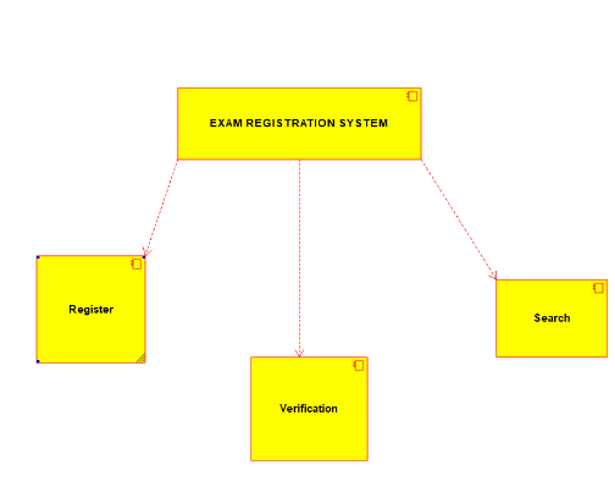 EXAM REGISTRATION SYSTEM
Register
Search
Verification